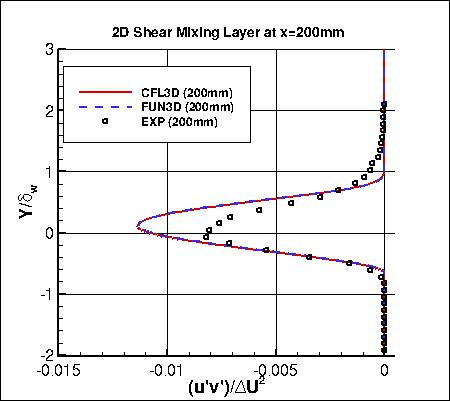 2D Shear Mixing Layer at x=200mm
3
CFL3D (200mm)
FUN3D (200mm)
EXP (200mm)
2
1
Y/δw
0
-1
-2
-0.015 -0.01 -0.005 0
(u'v')/ΔU²